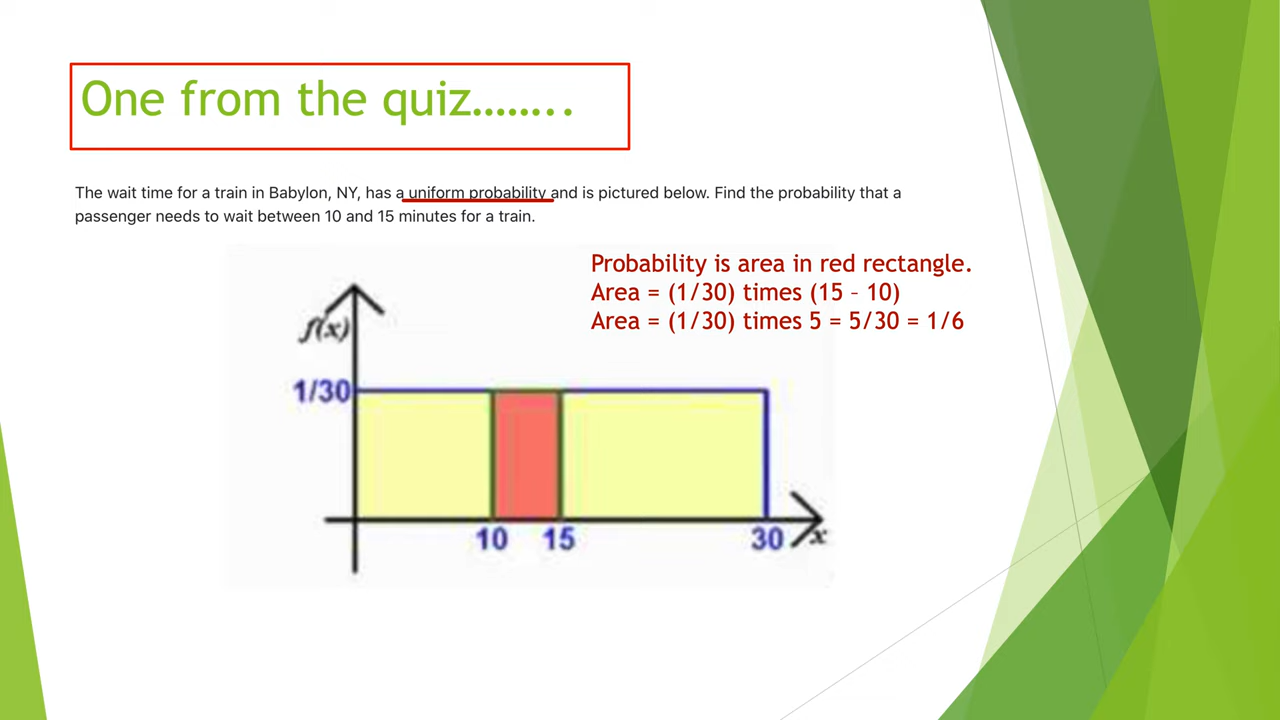 One from the quiz……..
The wait time for a train in Babylon, NY, has a uniform probability and is pictured below. Find the probability that a
passenger needs to wait between 10 and 15 minutes for a train.
Probability is area in red rectangle.
Area = (1/30) times (15 – 10)
Area = (1/30) times 5 = 5/30 = 1/6
f(x)
1/30
10 15 30 x